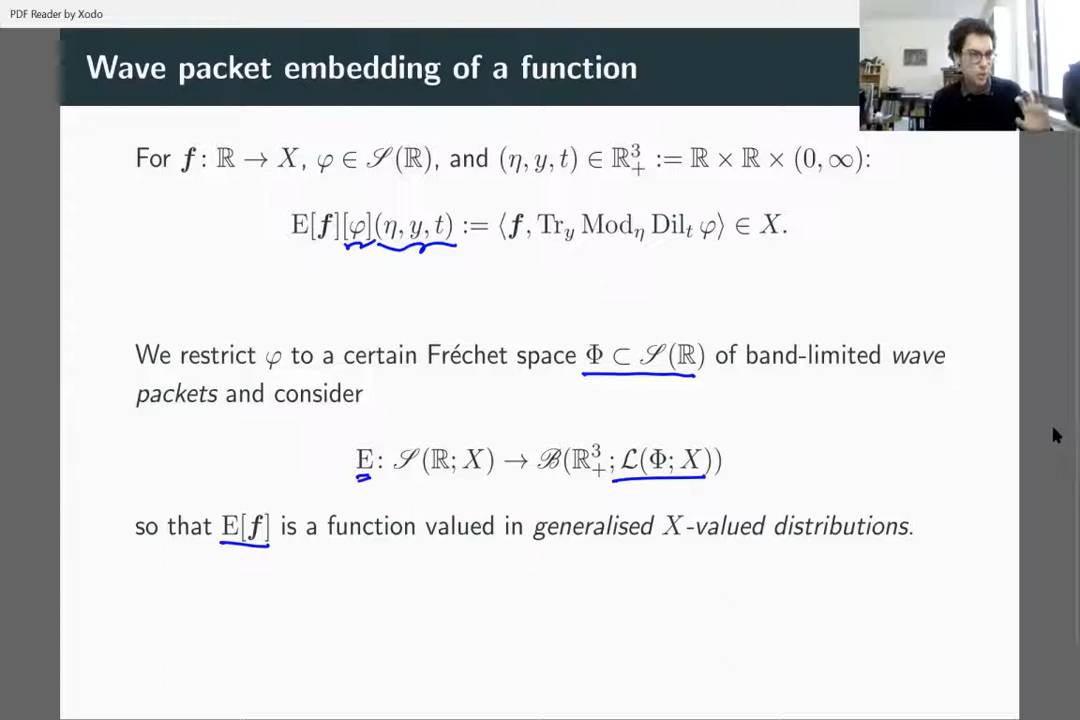 PDF Reader by Xodo
Wave packet embedding of a function
For f: ℝ → X, φ ∈ 𝒮(ℝ), and (η, y, t) ∈ ℝ³₊ := ℝ × ℝ × (0, ∞):
E[f][φ](η, y, t) := ⟨f, Tr_y Mod_η Dil_t φ⟩ ∈ X.
We restrict φ to a certain Fréchet space Φ ⊂ 𝒮(ℝ) of band-limited wave
packets and consider
E: 𝒮(ℝ; X) → ℬ(ℝ³₊; ℒ(Φ; X))
so that E[f] is a function valued in generalised X-valued distributions.